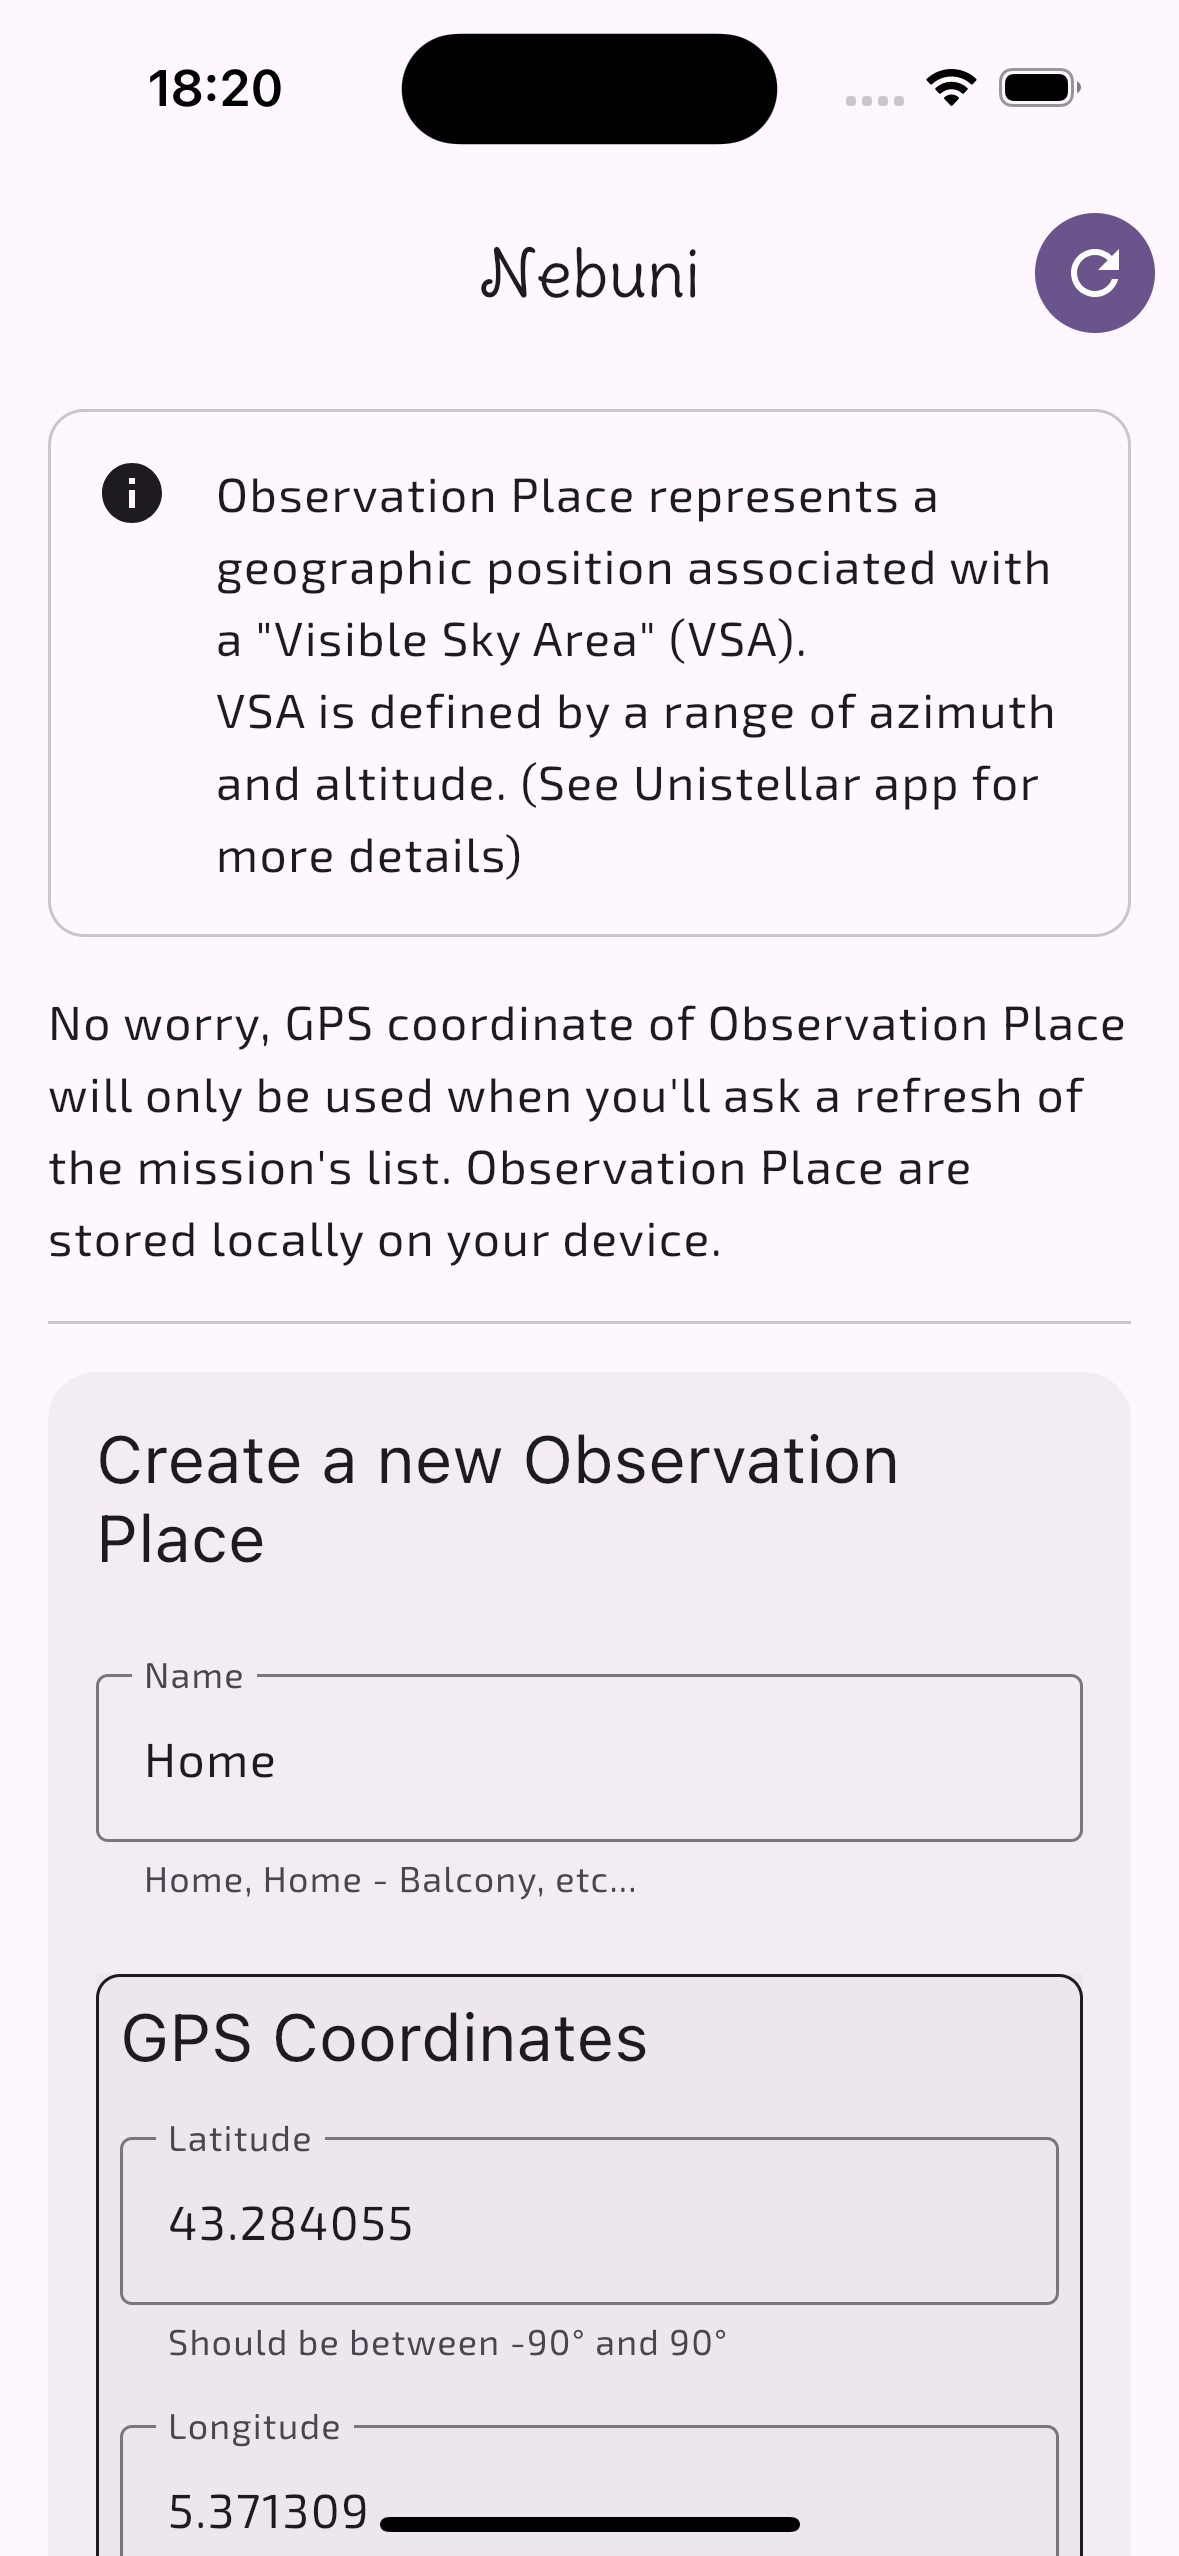 18:20
Nebuni
Observation Place represents a
geographic position associated with
a "Visible Sky Area" (VSA).
VSA is defined by a range of azimuth
and altitude. (See Unistellar app for
more details)
No worry, GPS coordinate of Observation Place
will only be used when you'll ask a refresh of
the mission's list. Observation Place are
stored locally on your device.
Create a new Observation
Place
Name
Home
Home, Home - Balcony, etc...
GPS Coordinates
Latitude
43.284055
Should be between -90° and 90°
Longitude
5.371309